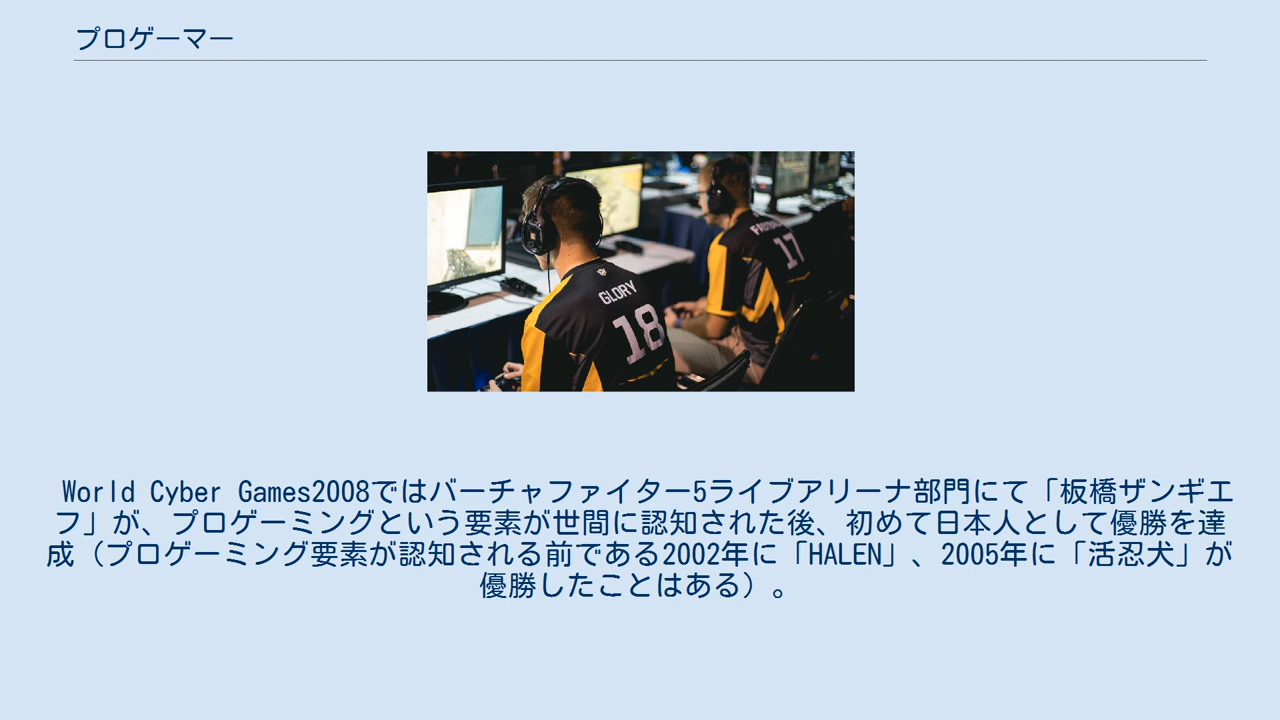 プロゲーマー
GLORY
18
17
World Cyber Games2008ではバーチャファイター5ライブアリーナ部門にて「板橋ザンギエ
フ」が、プロゲーミングという要素が世間に認知された後、初めて日本人として優勝を達
成（プロゲーミング要素が認知される前である2002年に「HALEN」、2005年に「活忍犬」が
優勝したことはある）。